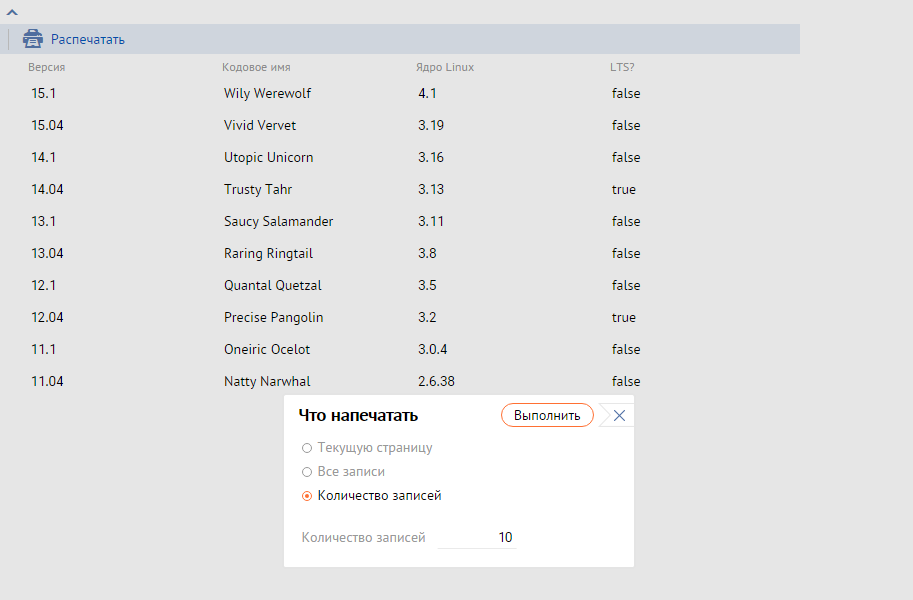 Распечатать
Версия Кодовое имя Ядро Linux LTS?
15.1 Wily Werewolf 4.1 false
15.04 Vivid Vervet 3.19 false
14.1 Utopic Unicorn 3.16 false
14.04 Trusty Tahr 3.13 true
13.1 Saucy Salamander 3.11 false
13.04 Raring Ringtail 3.8 false
12.1 Quantal Quetzal 3.5 false
12.04 Precise Pangolin 3.2 true
11.1 Oneiric Ocelot 3.0.4 false
11.04 Natty Narwhal 2.6.38 false
Что напечатать Выполнить
Текущую страницу
Все записи
Количество записей
Количество записей 10